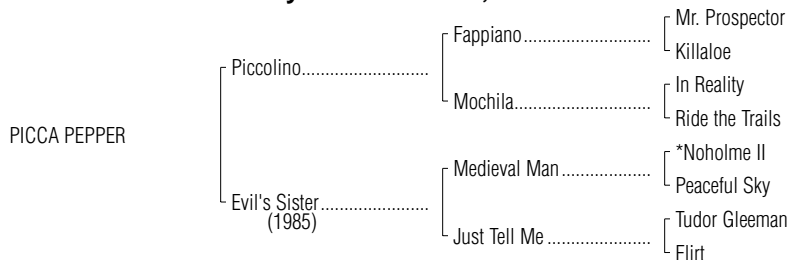 Mr. Prospector
Fappiano...........................
Killaloe
Piccolino...........................
In Reality
Mochila.............................
Ride the Trails
PICCA PEPPER
*Noholme II
Medieval Man...................
Peaceful Sky
Evil's Sister.......................
(1985)
Tudor Gleeman
Just Tell Me......................
Flirt